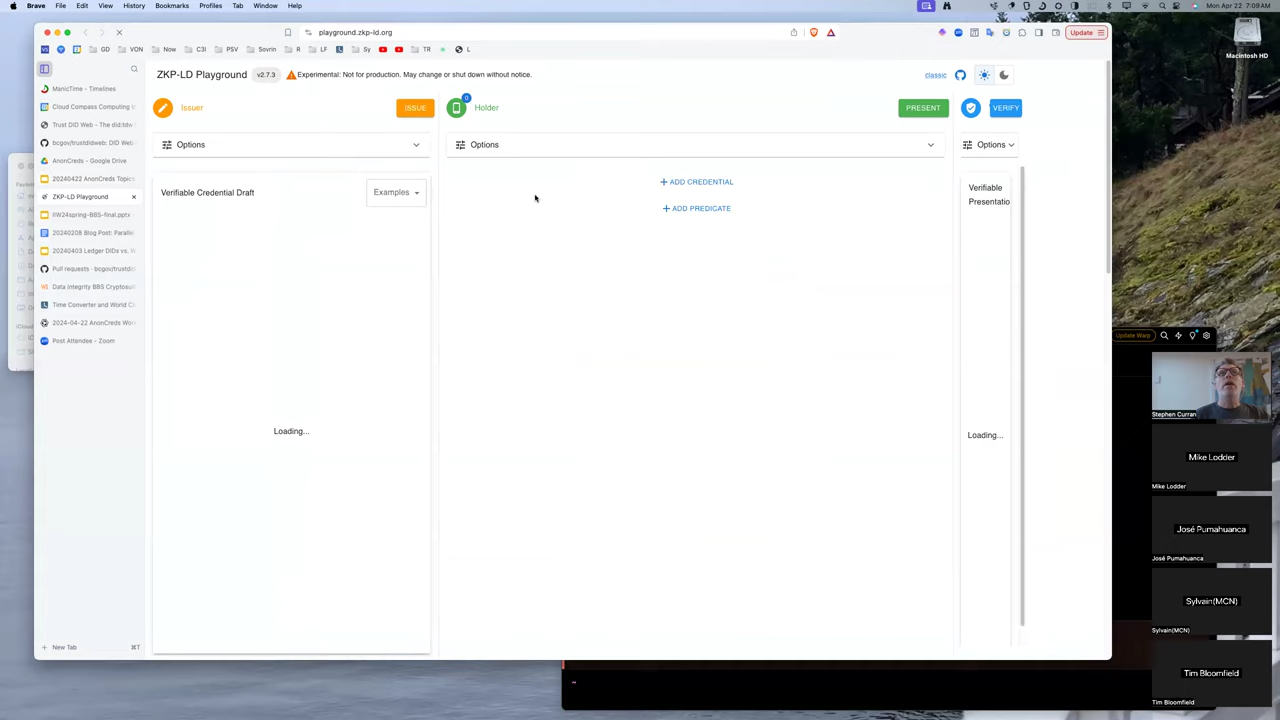 Brave File Edit View History Bookmarks Profiles Tab Window Help
Mon Apr 22 7:09 AM
playground.zkp-ld.org
Update
GD VON Now C3I PSV Sovrin R LF Sy TR L
Macintosh HD
ManicTime - Timelines
Cloud Compass Computing
Trust DID Web - The did:tdw
bcgov/trustdidweb: DID Web
AnonCreds - Google Drive
20240422 AnonCreds Topics
ZKP-LD Playground
IIW24spring-BBS-final.pptx
20240208 Blog Post: Parallel
20240403 Ledger DIDs vs.
Pull requests · bcgov/trustdi
Data Integrity BBS Cryptosui
Time Converter and World C
2024-04-22 AnonCreds Wor
Post Attendee - Zoom
New Tab ⌘T
ZKP-LD Playground v2.7.3 Experimental: Not for production. May change or shut down without notice.
classic
Issuer
ISSUE
0
Holder
PRESENT
VERIFY
Options
Options
Options
Verifiable Credential Draft
Examples
+ ADD CREDENTIAL
+ ADD PREDICATE
Verifiable
Presentatio
Loading...
Loading...
Update Warp
Stephen Curran
Mike Lodder
Mike Lodder
José Pumahuanca
José Pumahuanca
Sylvain(MCN)
Sylvain(MCN)
Tim Bloomfield
Tim Bloomfield